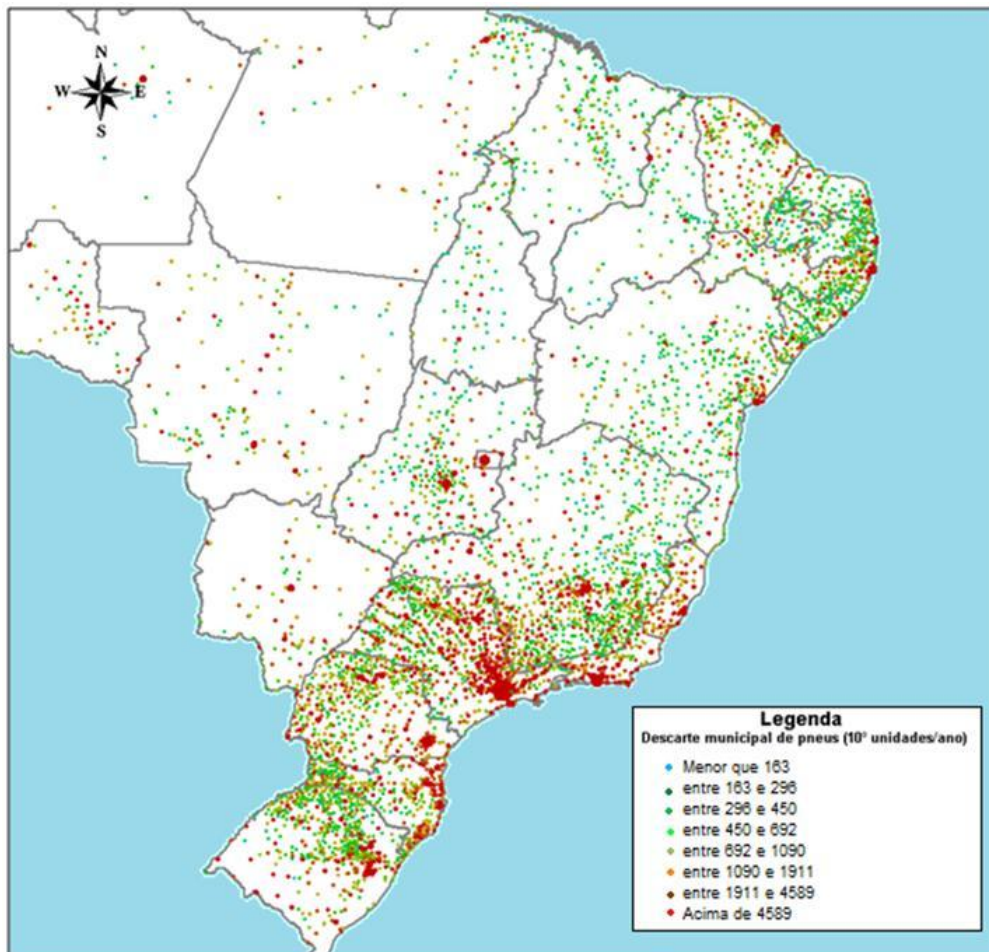 N
W E
S
Legenda
Descarte municipal de pneus (10° unidades/ano)
Menor que 163
entre 163 e 296
entre 296 e 450
entre 450 e 692
entre 692 e 1090
entre 1090 e 1911
entre 1911 e 4589
Acima de 4589